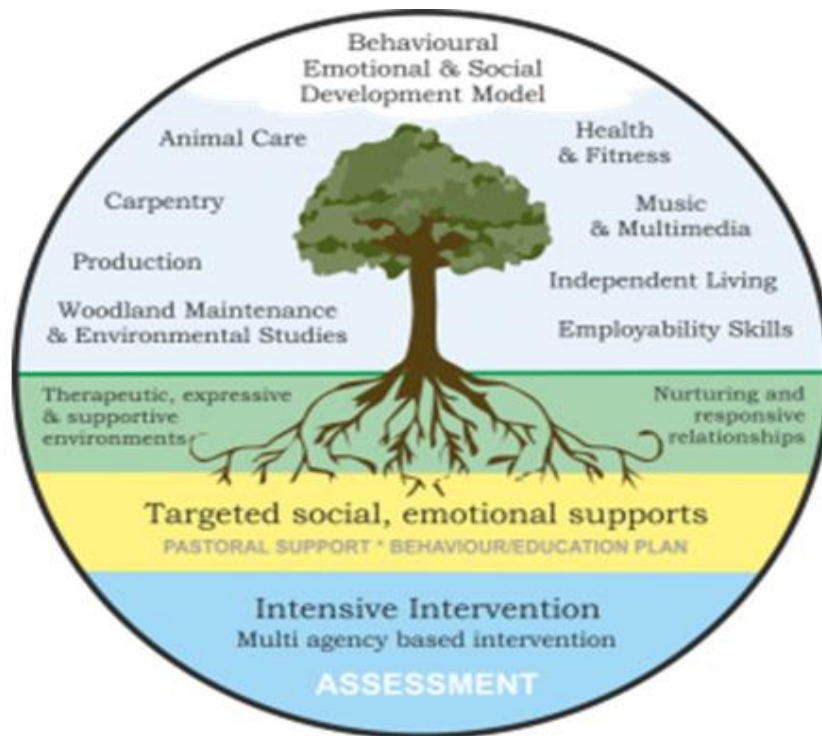 Behavioural
Emotional & Social
Development Model
Animal Care
Carpentry
Production
Woodland Maintenance
& Environmental Studies
Health
& Fitness
Music
& Multimedia
Independent Living
Employability Skills
Therapeutic, expressive
& supportive
environments
Nurturing and
responsive
relationships
Targeted social, emotional supports
PASTORAL SUPPORT * BEHAVIOUR/EDUCATION PLAN
Intensive Intervention
Multi agency based intervention
ASSESSMENT